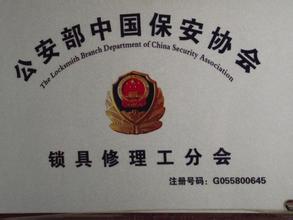 公安部中国保安协会
The Locksmith Branch Department of China Security Association
锁具修理工分会
注册号码：G055800645